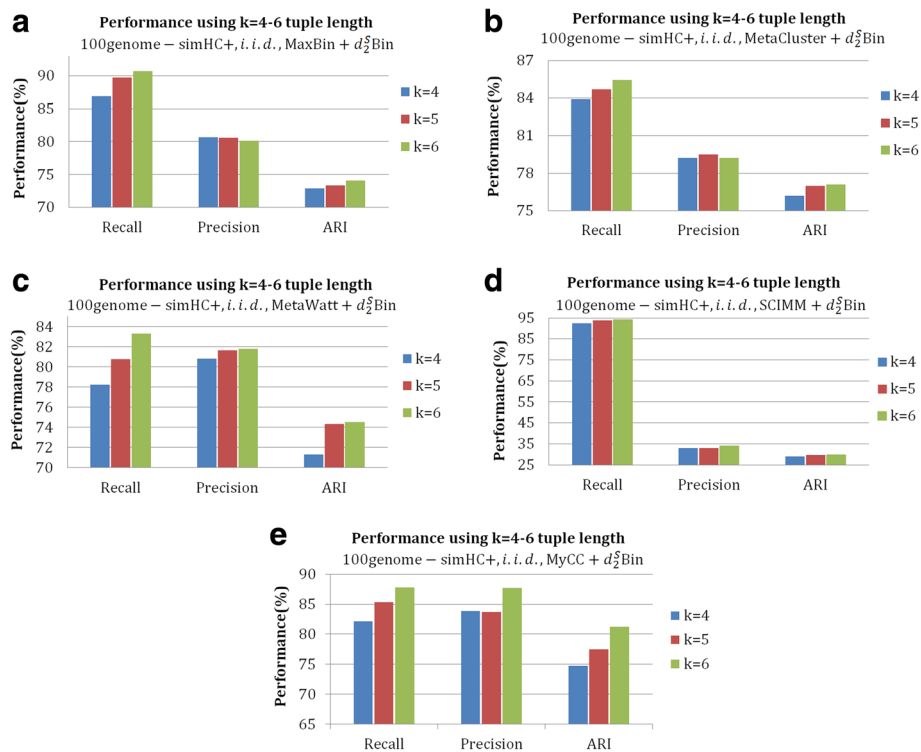 a
Performance using k=4-6 tuple length
100genome − simHC+, i. i. d. , MaxBin + d₂ˢBin
Performance(%)
90
85
80
75
70
Recall
Precision
ARI
k=4
k=5
k=6
b
Performance using k=4-6 tuple length
100genome − simHC+, i. i. d. , MetaCluster + d₂ˢBin
Performance(%)
87
84
81
78
75
Recall
Precision
ARI
k=4
k=5
k=6
c
Performance using k=4-6 tuple length
100genome − simHC+, i. i. d. , MetaWatt + d₂ˢBin
Performance(%)
84
82
80
78
76
74
72
70
Recall
Precision
ARI
k=4
k=5
k=6
d
Performance using k=4-6 tuple length
100genome − simHC+, i. i. d. , SCIMM + d₂ˢBin
Performance(%)
95
85
75
65
55
45
35
25
Recall
Precision
ARI
k=4
k=5
k=6
e
Performance using k=4-6 tuple length
100genome − simHC+, i. i. d. , MyCC + d₂ˢBin
Performance(%)
90
85
80
75
70
65
Recall
Precision
ARI
k=4
k=5
k=6